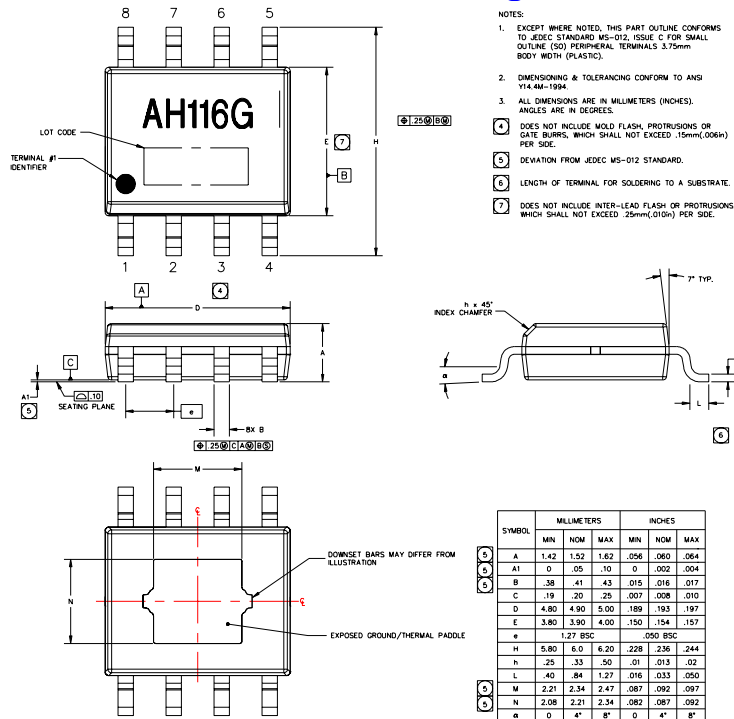 NOTES:
1. EXCEPT WHERE NOTED, THIS PART OUTLINE CONFORMS
TO JEDEC STANDARD MS-012, ISSUE C FOR SMALL
OUTLINE (SO) PERIPHERAL TERMINALS 3.75mm
BODY WIDTH (PLASTIC).
2. DIMENSIONING & TOLERANCING CONFORM TO ANSI
Y14.4M-1994.
3. ALL DIMENSIONS ARE IN MILLIMETERS (INCHES).
ANGLES ARE IN DEGREES.
4 DOES NOT INCLUDE MOLD FLASH, PROTRUSIONS OR
GATE BURRS, WHICH SHALL NOT EXCEED .15mm(.006in)
PER SIDE.
5 DEVIATION FROM JEDEC MS-012 STANDARD.
6 LENGTH OF TERMINAL FOR SOLDERING TO A SUBSTRATE.
7 DOES NOT INCLUDE INTER-LEAD FLASH OR PROTRUSIONS
WHICH SHALL NOT EXCEED .25mm(.010in) PER SIDE.
8 7 6 5
AH116G
LOT CODE
TERMINAL #1
IDENTIFIER
E 7
B
H
⌖ .25 Ⓜ B Ⓜ
1 2 3 4
A
D
4
C
A
A1
5
⌓ .10
SEATING PLANE
e
8X B
⌖ .25 Ⓜ C A Ⓜ B Ⓢ
7° TYP.
h x 45°
INDEX CHAMFER
α
L
6
M
N
℄
℄
DOWNSET BARS MAY DIFFER FROM
ILLUSTRATION
EXPOSED GROUND/THERMAL PADDLE
SYMBOL MILLIMETERS INCHES
MIN NOM MAX MIN NOM MAX
5 A 1.42 1.52 1.62 .056 .060 .064
5 A1 0 .05 .10 0 .002 .004
5 B .38 .41 .43 .015 .016 .017
C .19 .20 .25 .007 .008 .010
D 4.80 4.90 5.00 .189 .193 .197
E 3.80 3.90 4.00 .150 .154 .157
e 1.27 BSC .050 BSC
H 5.80 6.0 6.20 .228 .236 .244
h .25 .33 .50 .01 .013 .02
L .40 .84 1.27 .016 .033 .050
5 M 2.21 2.34 2.47 .087 .092 .097
5 N 2.08 2.21 2.34 .082 .087 .092
α 0 4° 8° 0 4° 8°